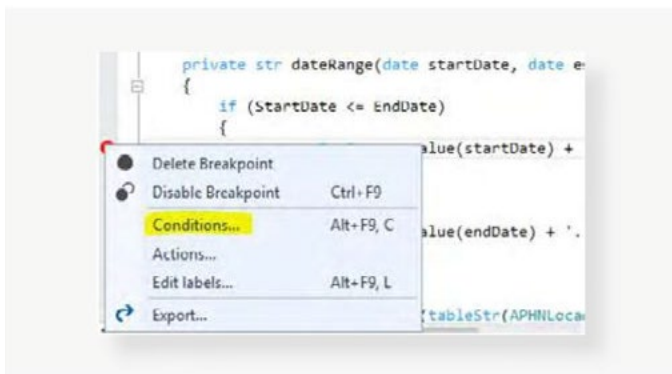 private str dateRange(date startDate, date e
{
if (StartDate <= EndDate)
{
alue(startDate) +
Delete Breakpoint
Disable Breakpoint Ctrl+F9
Conditions... Alt+F9, C
alue(endDate) + '.
Actions...
Edit labels... Alt+F9, L
Export...
(tableStr(APHNLoca